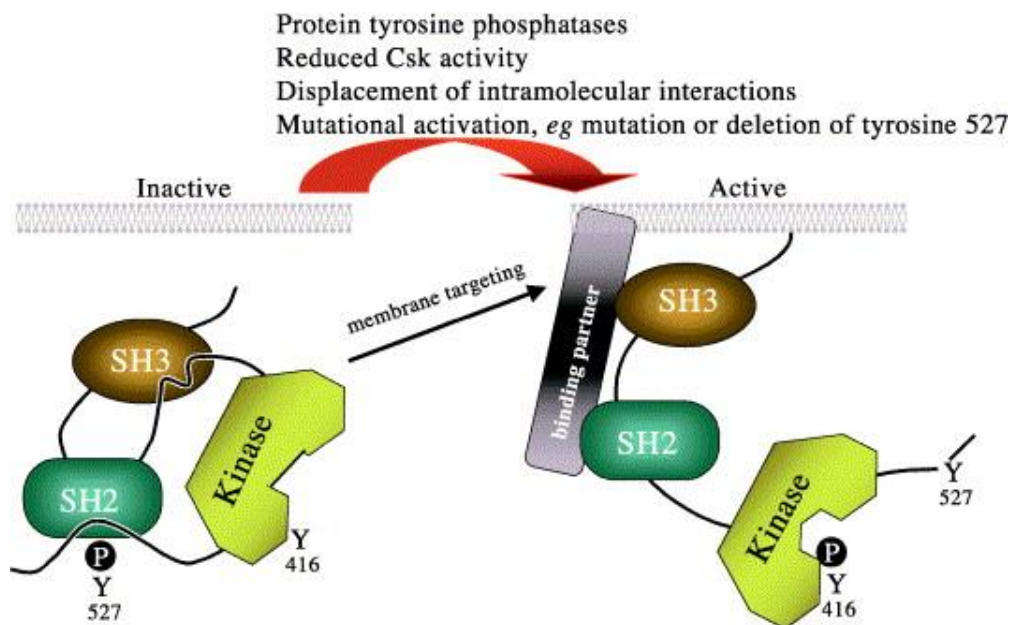 Protein tyrosine phosphatases
Reduced Csk activity
Displacement of intramolecular interactions
Mutational activation, eg mutation or deletion of tyrosine 527
Inactive
Active
membrane targeting
binding partner
SH3
SH3
SH2
SH2
Kinase
Kinase
Y
416
P
Y
527
Y
527
P
Y
416